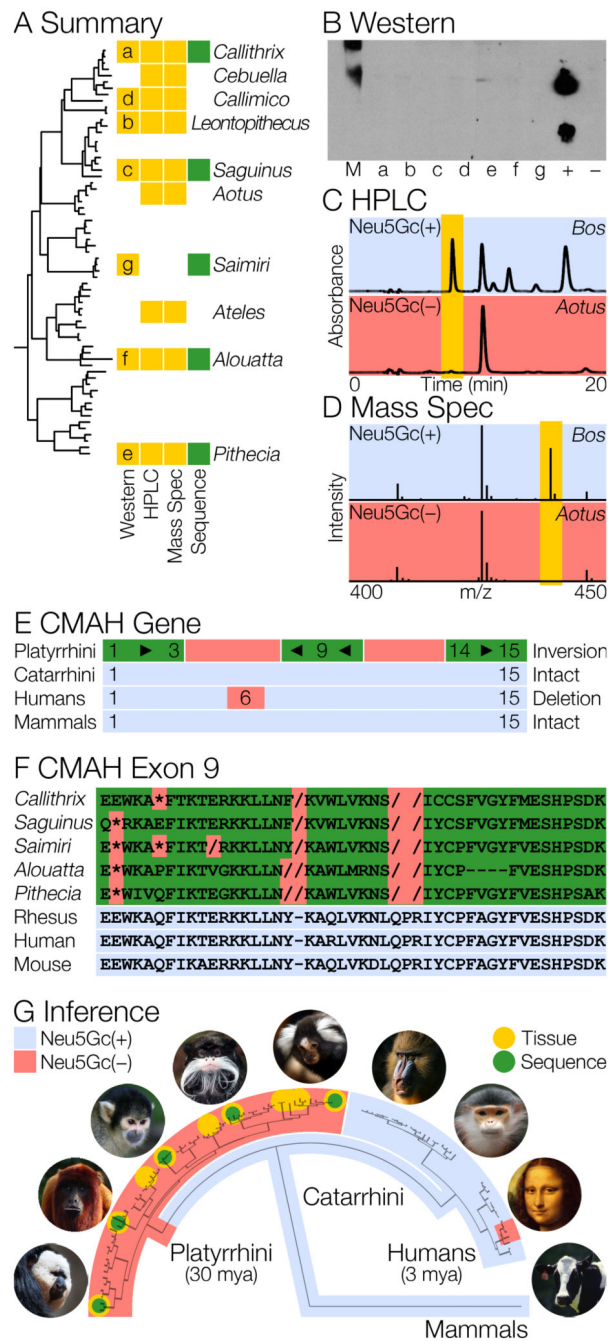 A Summary
a Callithrix
Cebuella
d Callimico
b Leontopithecus
c Saguinus
Aotus
g Saimiri
Ateles
f Alouatta
e Pithecia
Western
HPLC
Mass Spec
Sequence
B Western
M a b c d e f g + –
C HPLC
Neu5Gc(+) Bos
Neu5Gc(–) Aotus
Absorbance
0 Time (min) 20
D Mass Spec
Neu5Gc(+) Bos
Neu5Gc(–) Aotus
Intensity
400 m/z 450
E CMAH Gene
Platyrrhini 1 ► 3 ◄ 9 ◄ 14 ► 15 Inversion
Catarrhini 1 15 Intact
Humans 1 6 15 Deletion
Mammals 1 15 Intact
F CMAH Exon 9
Callithrix EEWKA*FTKTERKKLLNF/KVWLVKNS//ICCSFVGYFMESHPSDK
Saguinus Q*RKAEFIKTERKKLLNY/KAWLVKNS//IYCPFVGYFVESHPSDK
Saimiri E*WKA*FIKT/RKKLLNY/KAWLVKNS//IYCPFVGYFVESHPSDK
Alouatta E*WKAPFIKTVGKKLLN//KAWLMRNS//IYCP----FVESHPSDK
Pithecia E*WIVQFIKTEGKKLLN//KAWLVKNS//IYCPFVGYFVESHPSAK
Rhesus EEWKAQFIKTERKKLLNY-KAQLVKNLQPRIYCPFAGYFVESHPSDK
Human EEWKAQFIKTERKKLLNY-KARLVKNLQPRIYCPFAGYFVESHPSDK
Mouse EEWKAQFIKAERRKLLNY-KAQLVKDLQPRIYCPFAGYFVESHPSDK
G Inference
Neu5Gc(+)
Neu5Gc(–)
Tissue
Sequence
Catarrhini
Platyrrhini
(30 mya)
Humans
(3 mya)
Mammals